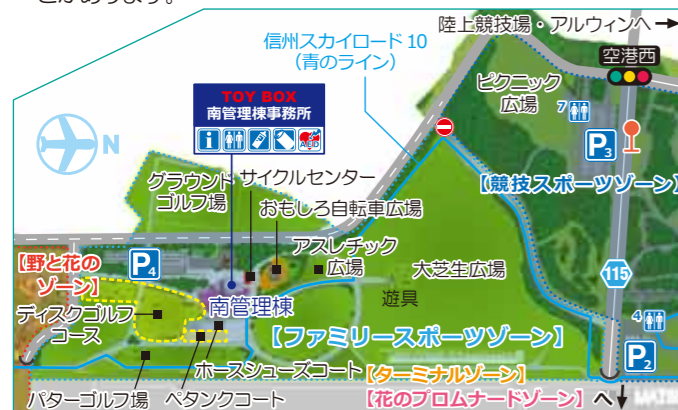 とがあります。
陸上競技場・アルウィンへ➡
信州スカイロード10
(青のライン)
空港西
ピクニック
広場
TOY BOX
南管理棟事務所
AED
7
P3
N
【競技スポーツゾーン】
グラウンド
ゴルフ場
サイクルセンター
おもしろ自転車広場
アスレチック
広場
大芝生広場
115
【野と花の
ゾーン】
P4
遊具
南管理棟
ディスクゴルフ
コース
【ファミリースポーツゾーン】
4
P2
ホースシューズコート
【ターミナルゾーン】
パターゴルフ場
ペタンクコート
【花のプロムナードゾーン】へ